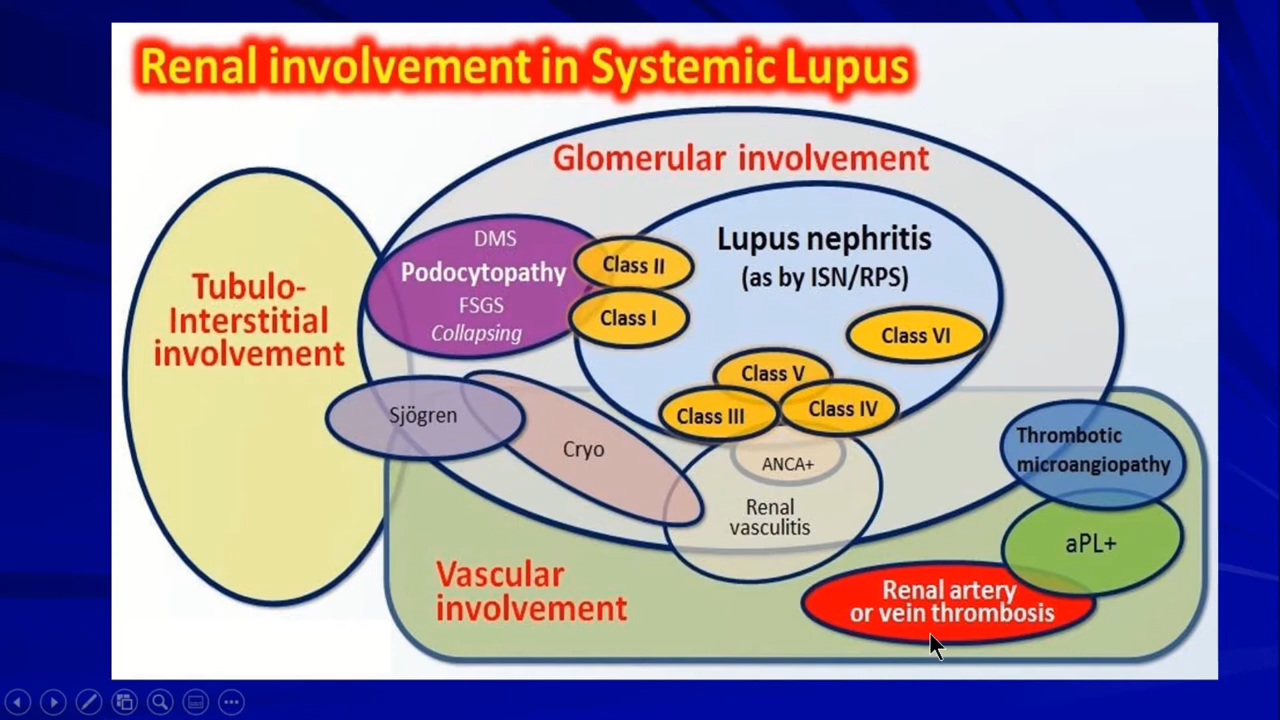 Renal involvement in Systemic Lupus
Glomerular involvement
DMS
Podocytopathy
FSGS
Collapsing
Class II
Class I
Lupus nephritis
(as by ISN/RPS)
Class VI
Class V
Class III
Class IV
Tubulo-
Interstitial
involvement
Sjögren
Cryo
ANCA+
Renal
vasculitis
Thrombotic
microangiopathy
aPL+
Vascular
involvement
Renal artery
or vein thrombosis